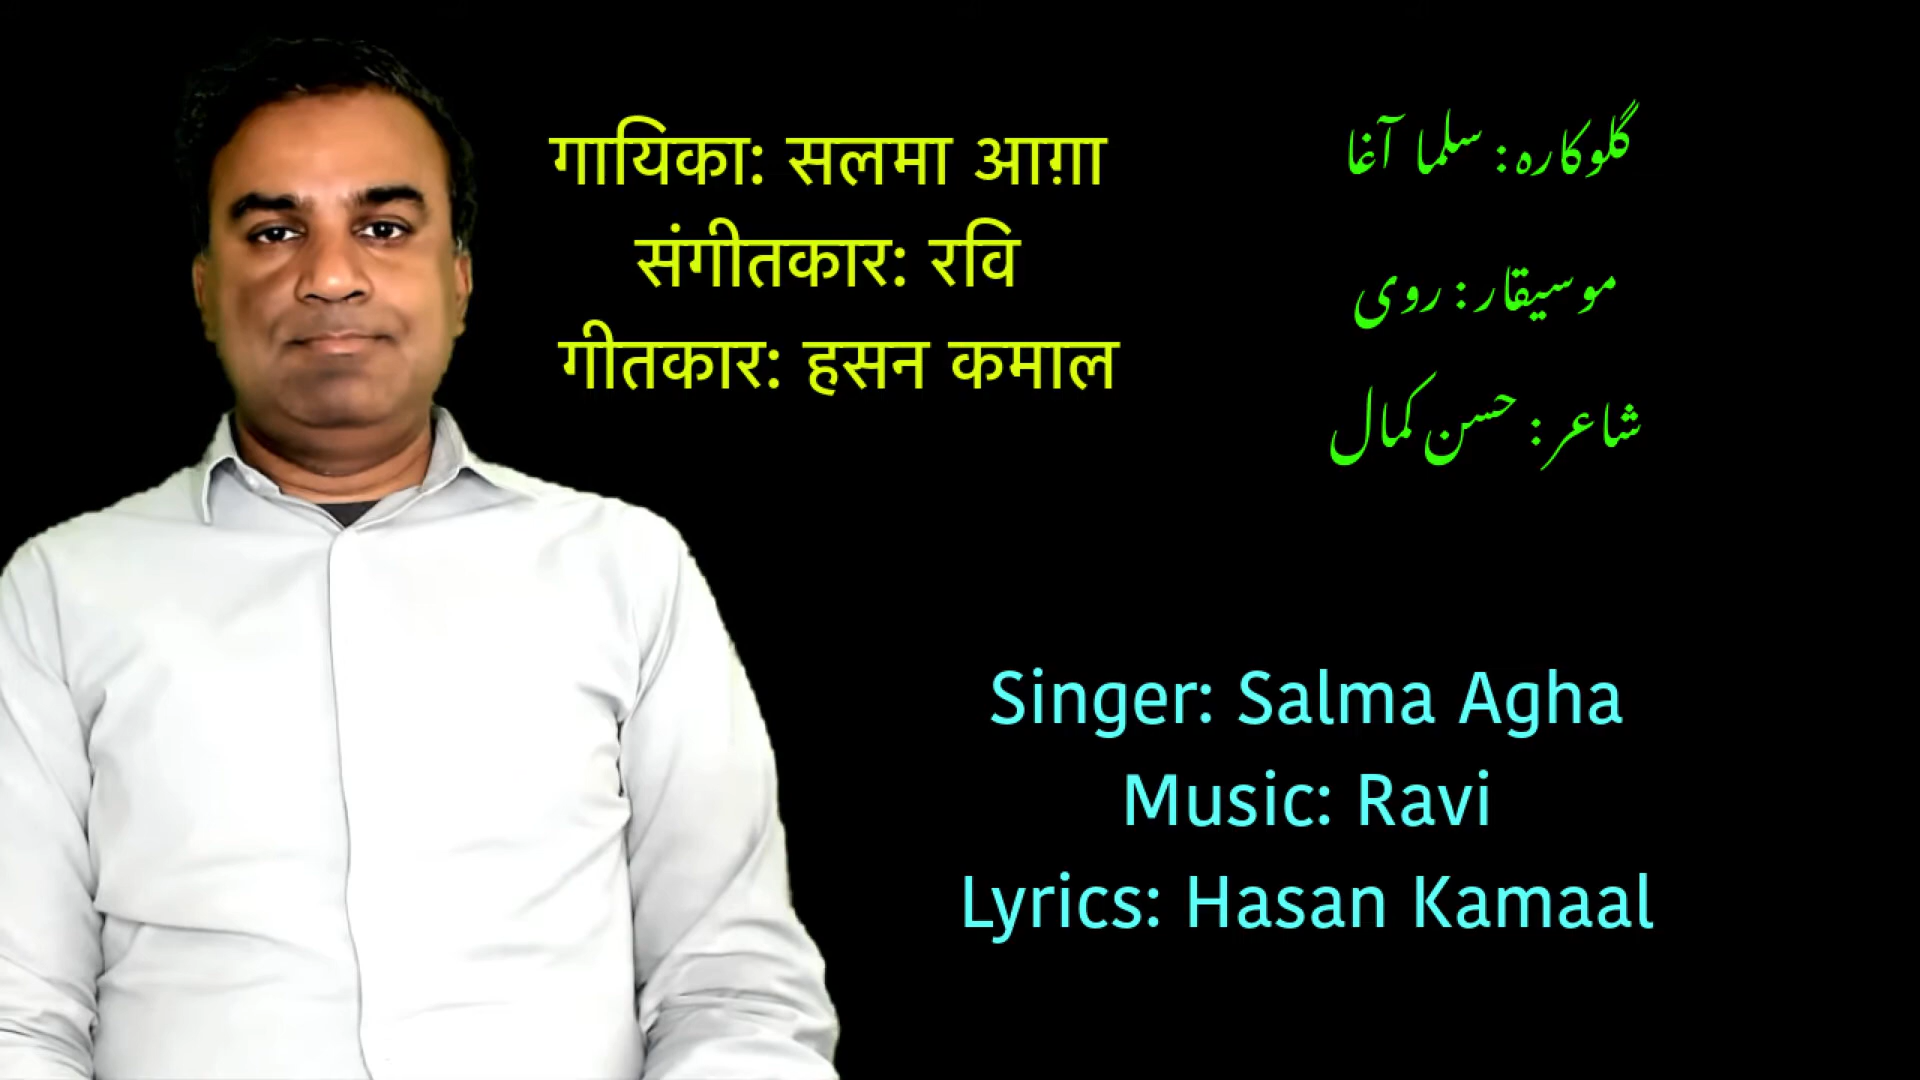 गायिका: सलमा आग़ा
संगीतकार: रवि
गीतकार: हसन कमाल
گلوکارہ: سلما آغا
موسیقار: روی
شاعر: حسن کمال
Singer: Salma Agha
Music: Ravi
Lyrics: Hasan Kamaal